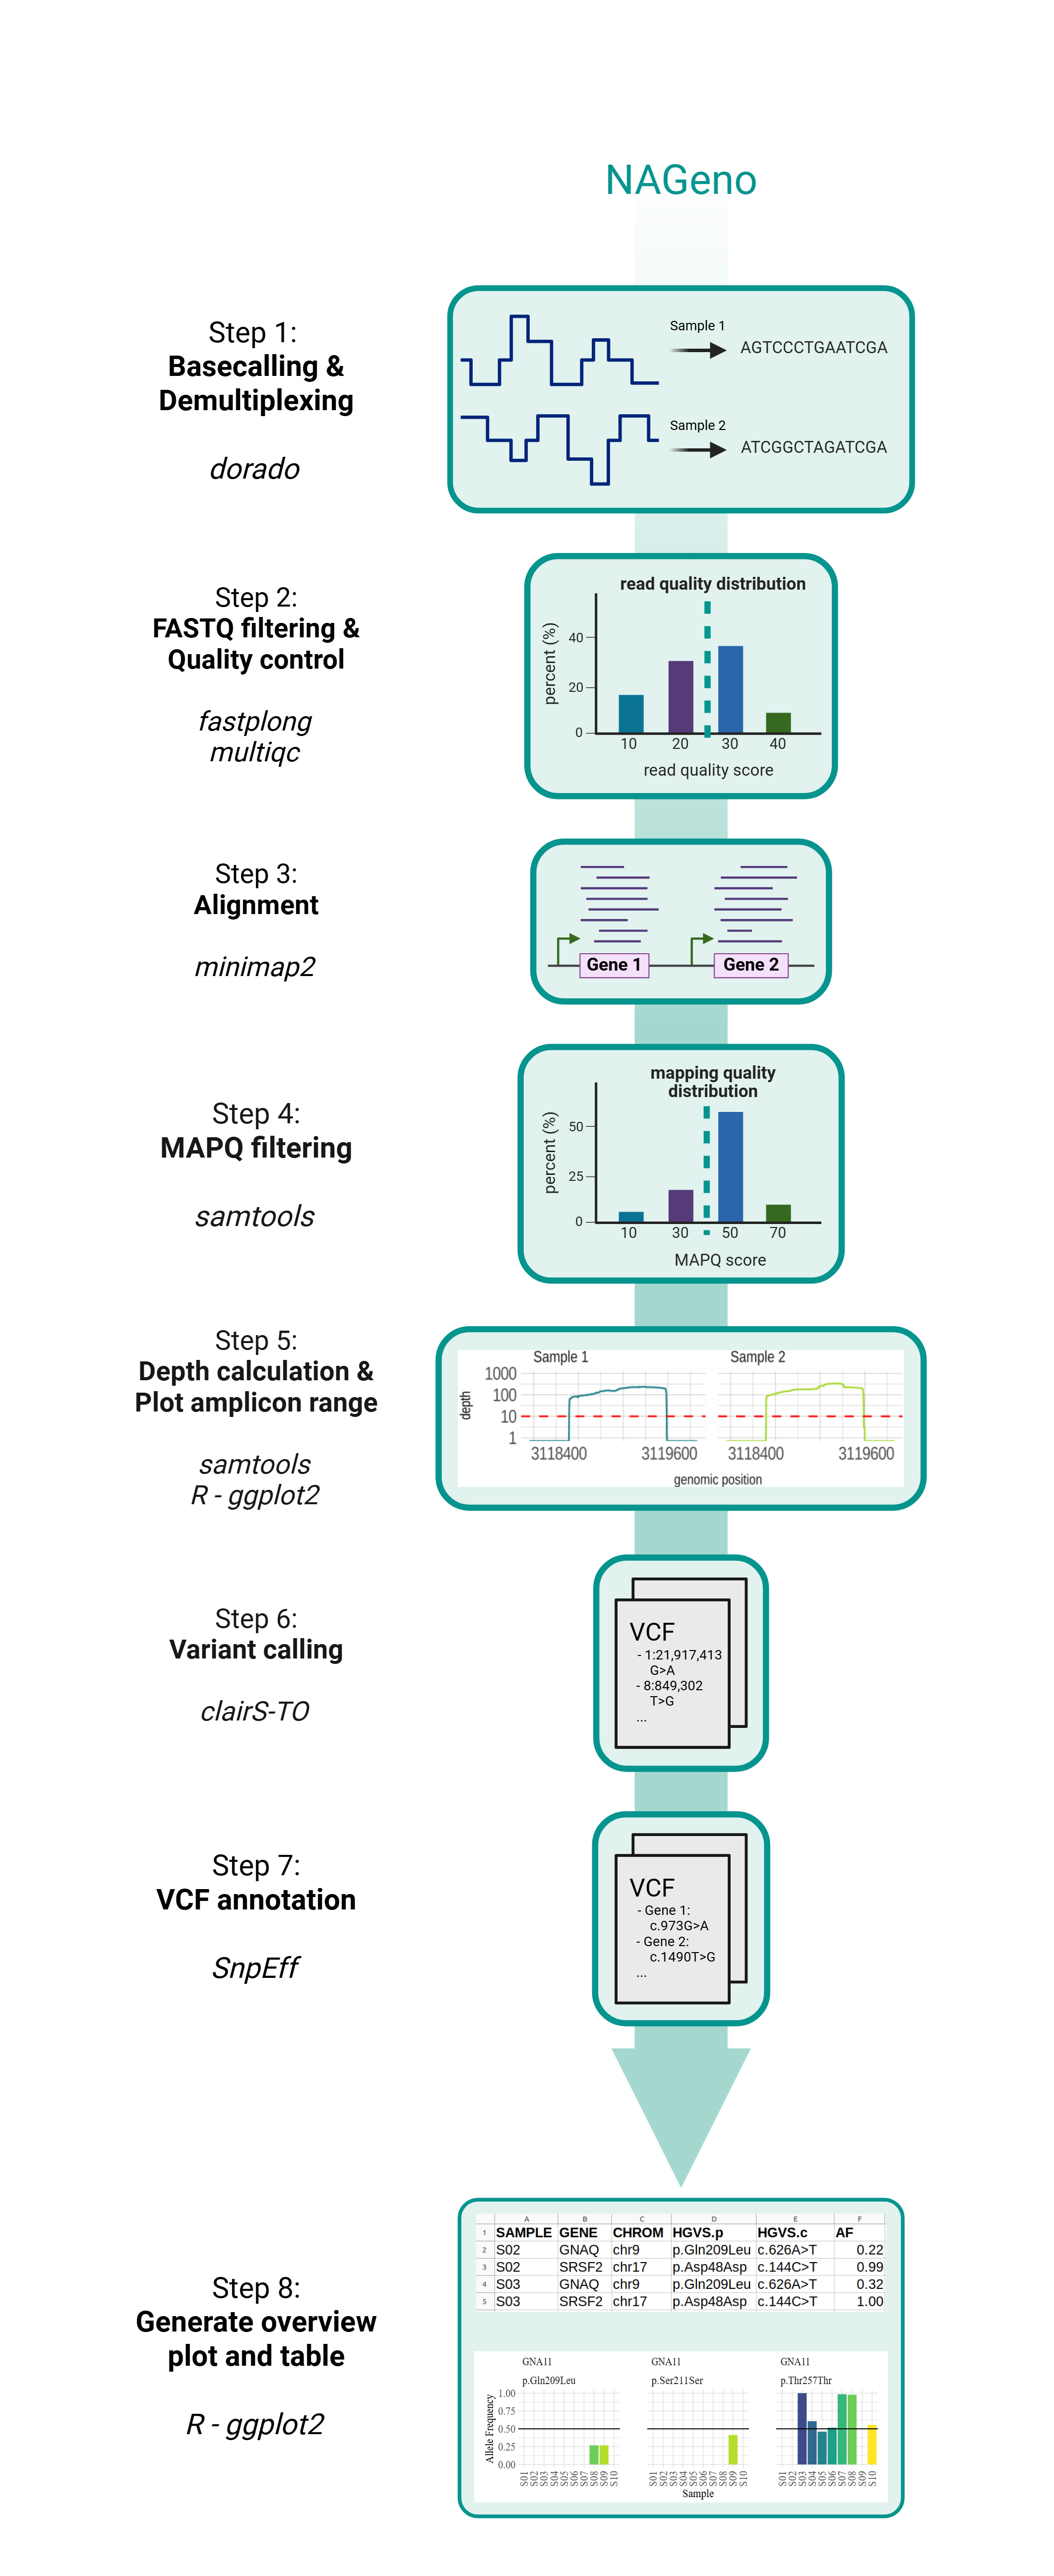 NAGeno
Step 1:
Basecalling &
Demultiplexing
dorado
Sample 1
AGTCCCTGAATCGA
Sample 2
ATCGGCTAGATCGA
Step 2:
FASTQ filtering &
Quality control
fastplong
multiqc
read quality distribution
percent (%)
40
20
0
10 20 30 40
read quality score
Step 3:
Alignment
minimap2
Gene 1 Gene 2
Step 4:
MAPQ filtering
samtools
mapping quality
distribution
percent (%)
50
25
0
10 30 50 70
MAPQ score
Step 5:
Depth calculation &
Plot amplicon range
samtools
R - ggplot2
Sample 1 Sample 2
depth
1000
100
10
1
3118400 3119600 3118400 3119600
genomic position
Step 6:
Variant calling
clairS-TO
VCF
- 1:21,917,413
G>A
- 8:849,302
T>G
...
Step 7:
VCF annotation
SnpEff
VCF
- Gene 1:
c.973G>A
- Gene 2:
c.1490T>G
...
Step 8:
Generate overview
plot and table
R - ggplot2
A B C D E F
1 SAMPLE GENE CHROM HGVS.p HGVS.c AF
2 S02 GNAQ chr9 p.Gln209Leu c.626A>T 0.22
3 S02 SRSF2 chr17 p.Asp48Asp c.144C>T 0.99
4 S03 GNAQ chr9 p.Gln209Leu c.626A>T 0.32
5 S03 SRSF2 chr17 p.Asp48Asp c.144C>T 1.00
GNA11 GNA11 GNA11
p.Gln209Leu p.Ser211Ser p.Thr257Thr
Allele Frequency
1.00
0.75
0.50
0.25
0.00
S01 S02 S03 S04 S05 S06 S07 S08 S09 S10 S01 S02 S03 S04 S05 S06 S07 S08 S09 S10 S01 S02 S03 S04 S05 S06 S07 S08 S09 S10
Sample